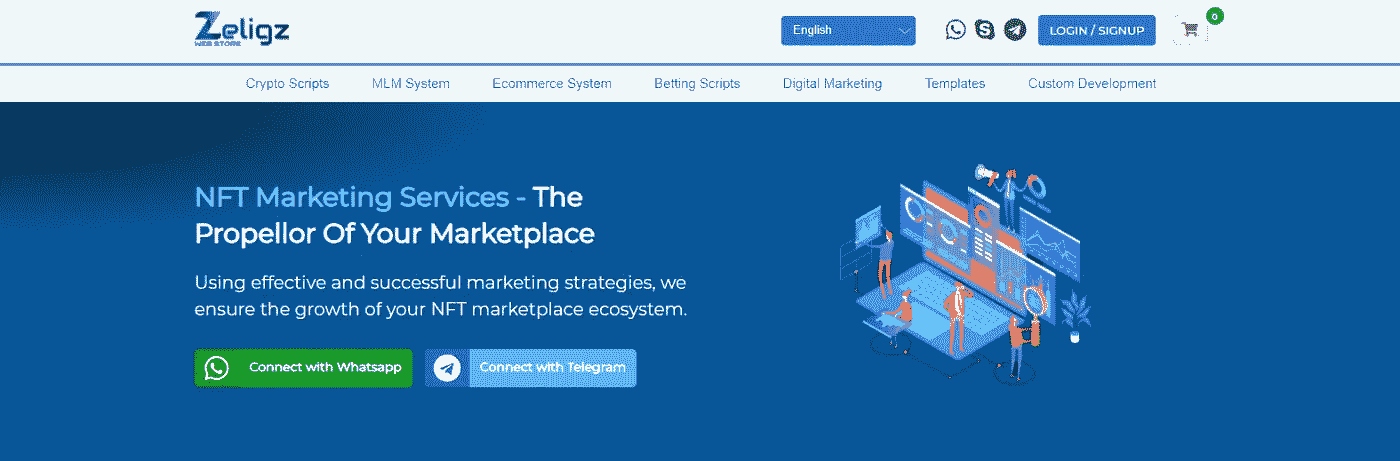 Zeligz
WEB STORE
English
LOGIN / SIGNUP
0
Crypto Scripts
MLM System
Ecommerce System
Betting Scripts
Digital Marketing
Templates
Custom Development
NFT Marketing Services - The
Propellor Of Your Marketplace
Using effective and successful marketing strategies, we
ensure the growth of your NFT marketplace ecosystem.
Connect with Whatsapp
Connect with Telegram